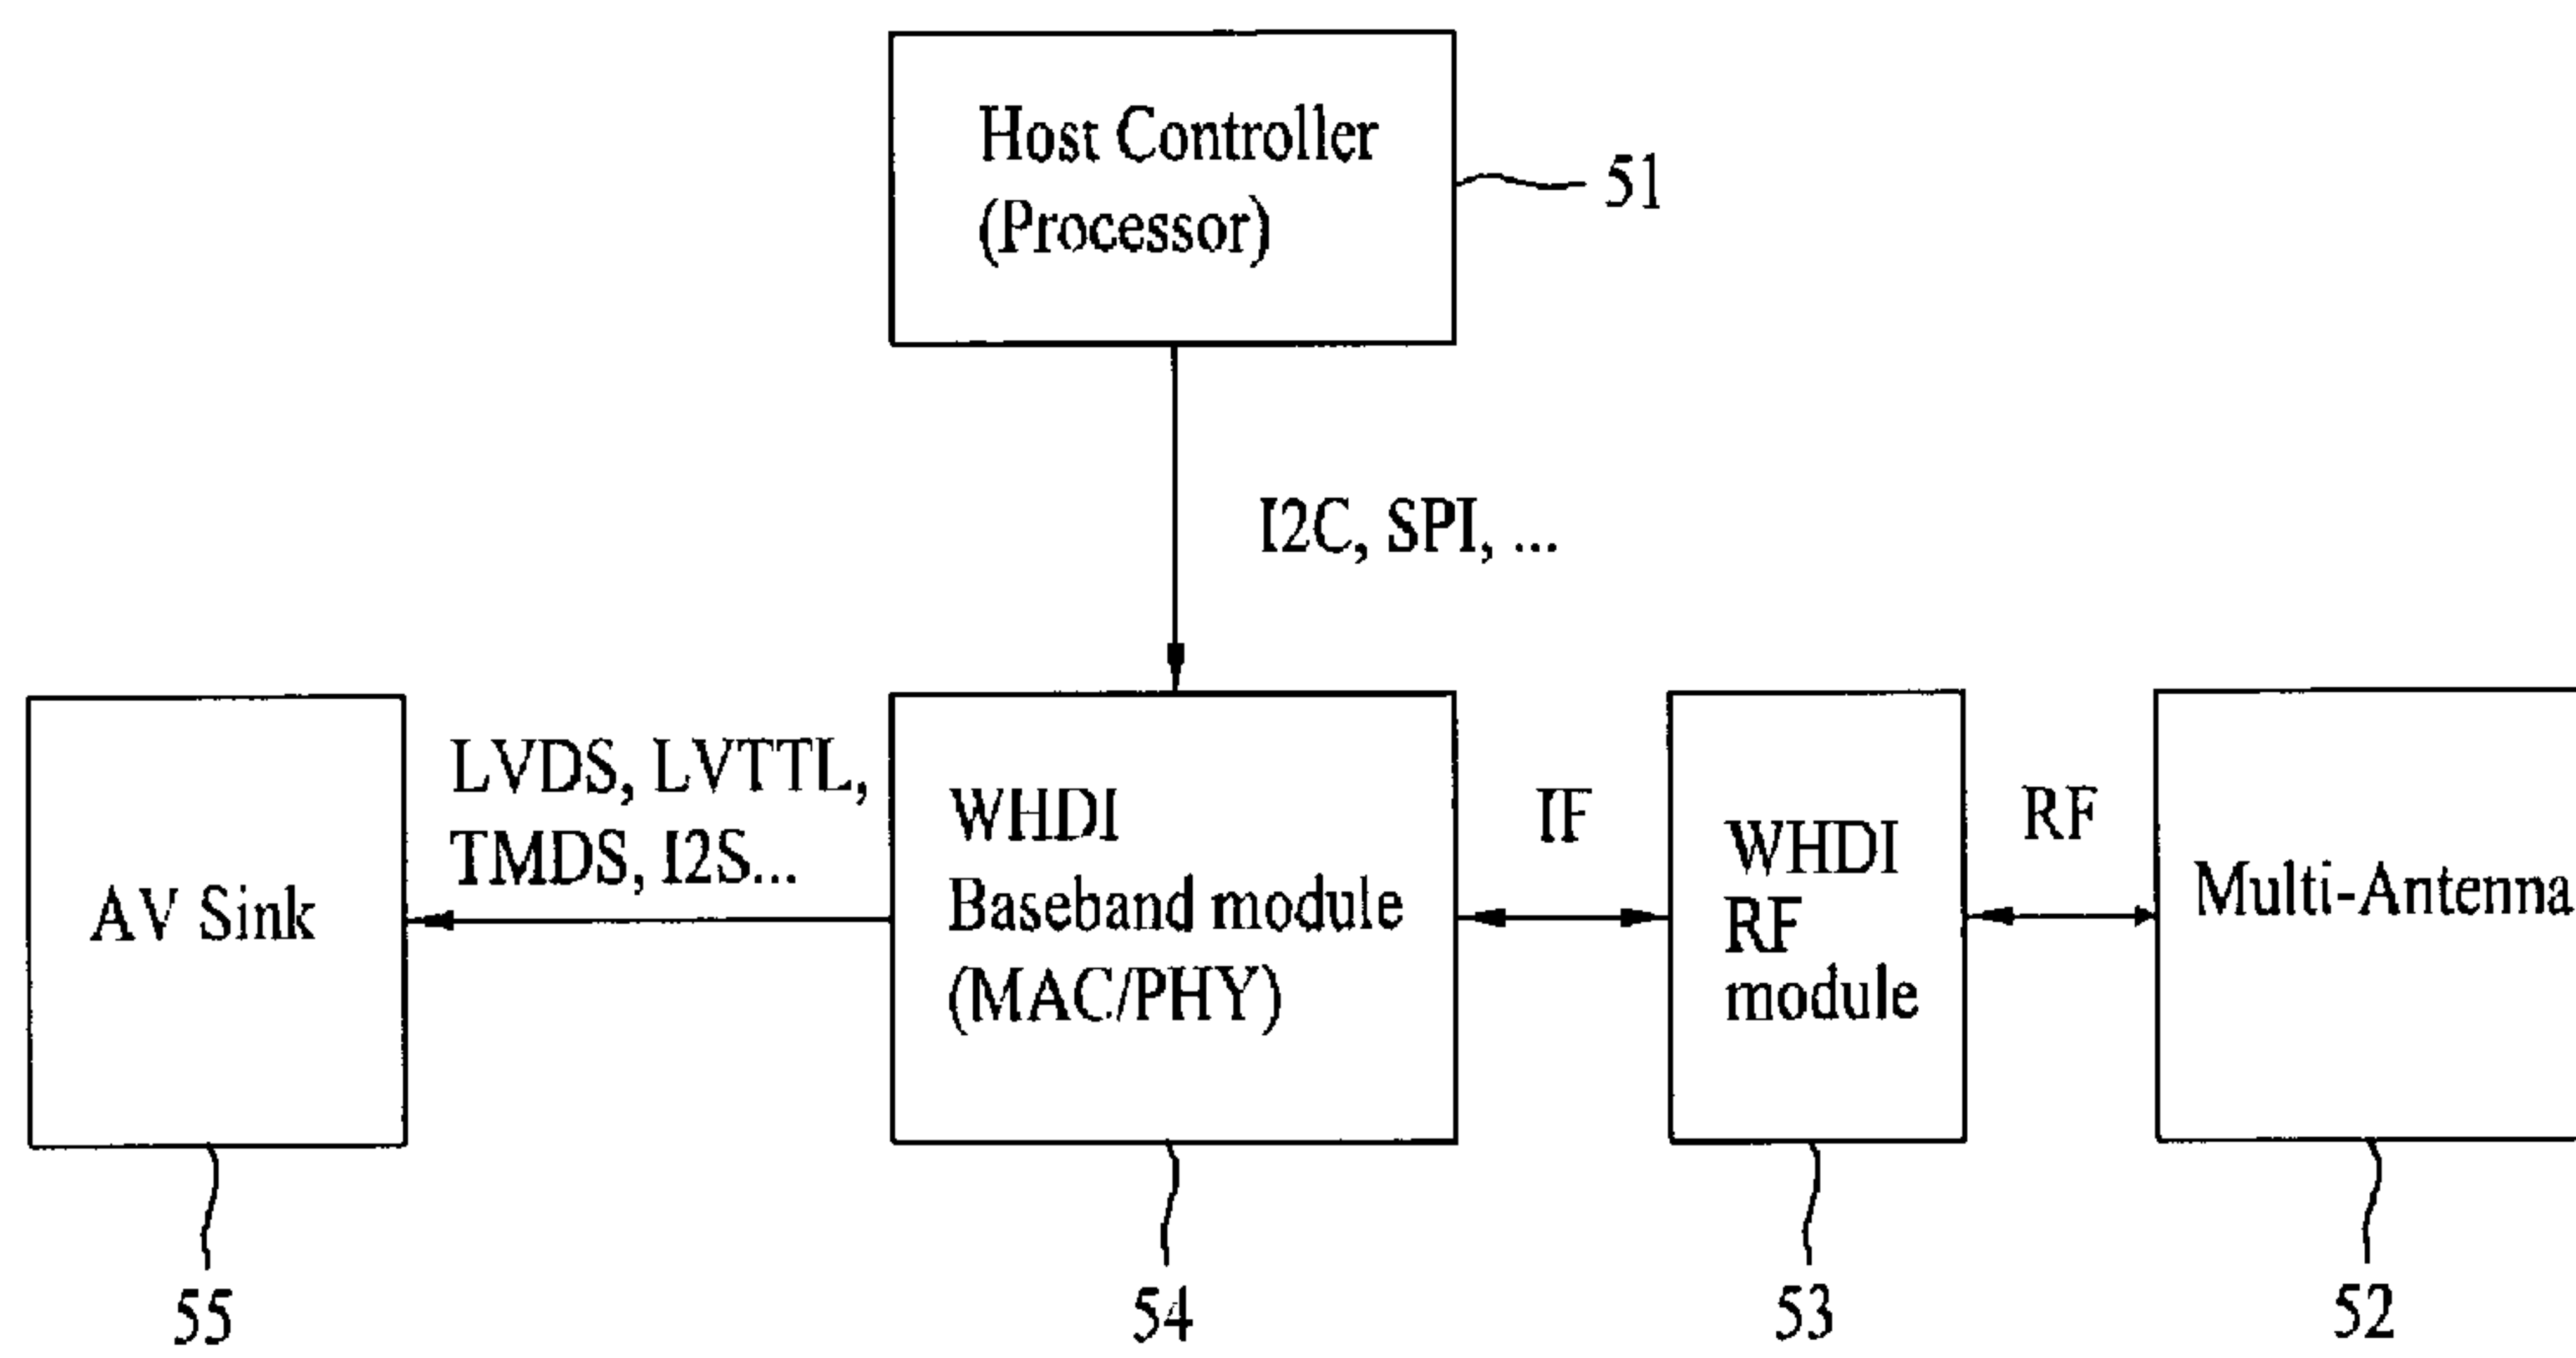 Host Controller
(Processor)
51
I2C, SPI, ...
LVDS, LVTTL,
TMDS, I2S...
AV Sink
WHDI
Baseband module
(MAC/PHY)
IF
WHDI
RF
module
RF
Multi-Antenna
55
54
53
52